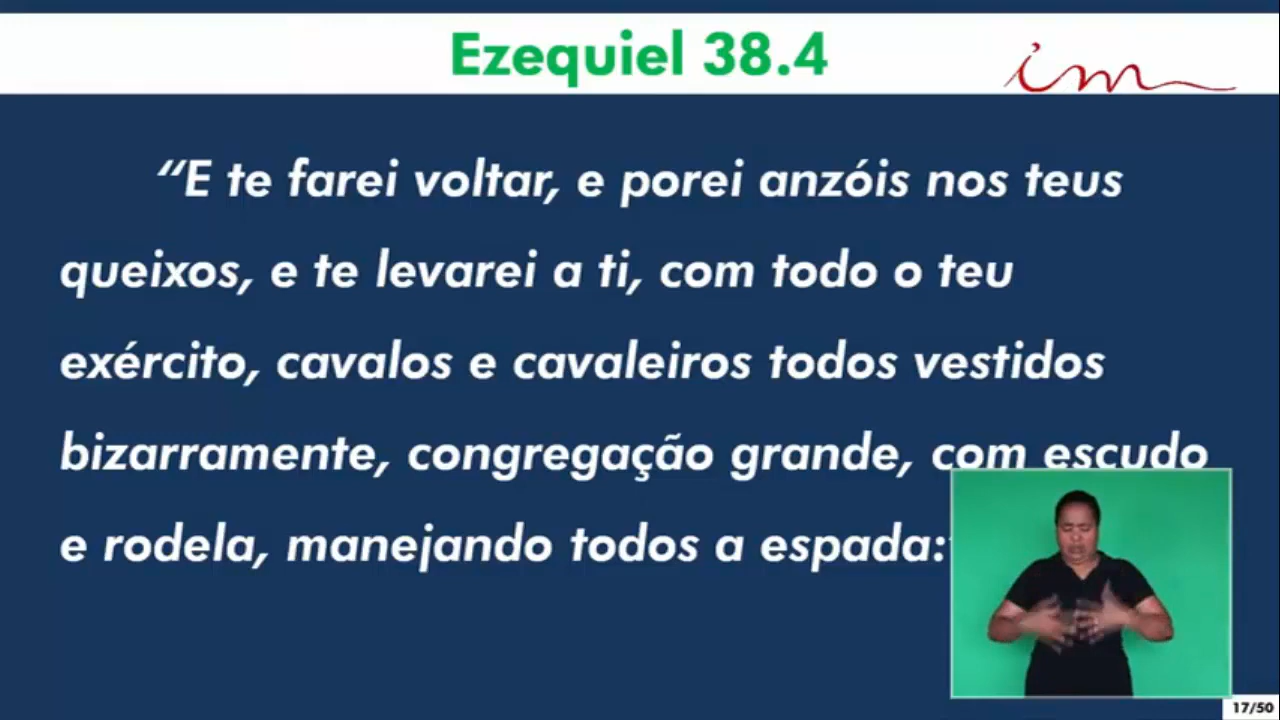 Ezequiel 38.4
im
“E te farei voltar, e porei anzóis nos teus
queixos, e te levarei a ti, com todo o teu
exército, cavalos e cavaleiros todos vestidos
bizarramente, congregação grande, com escudo
e rodela, manejando todos a espada:
17/50